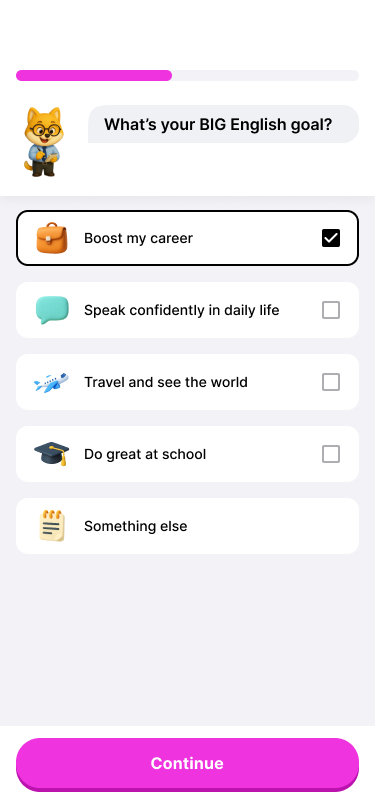 What’s your BIG English goal?
Boost my career
Speak confidently in daily life
Travel and see the world
Do great at school
Something else
Continue